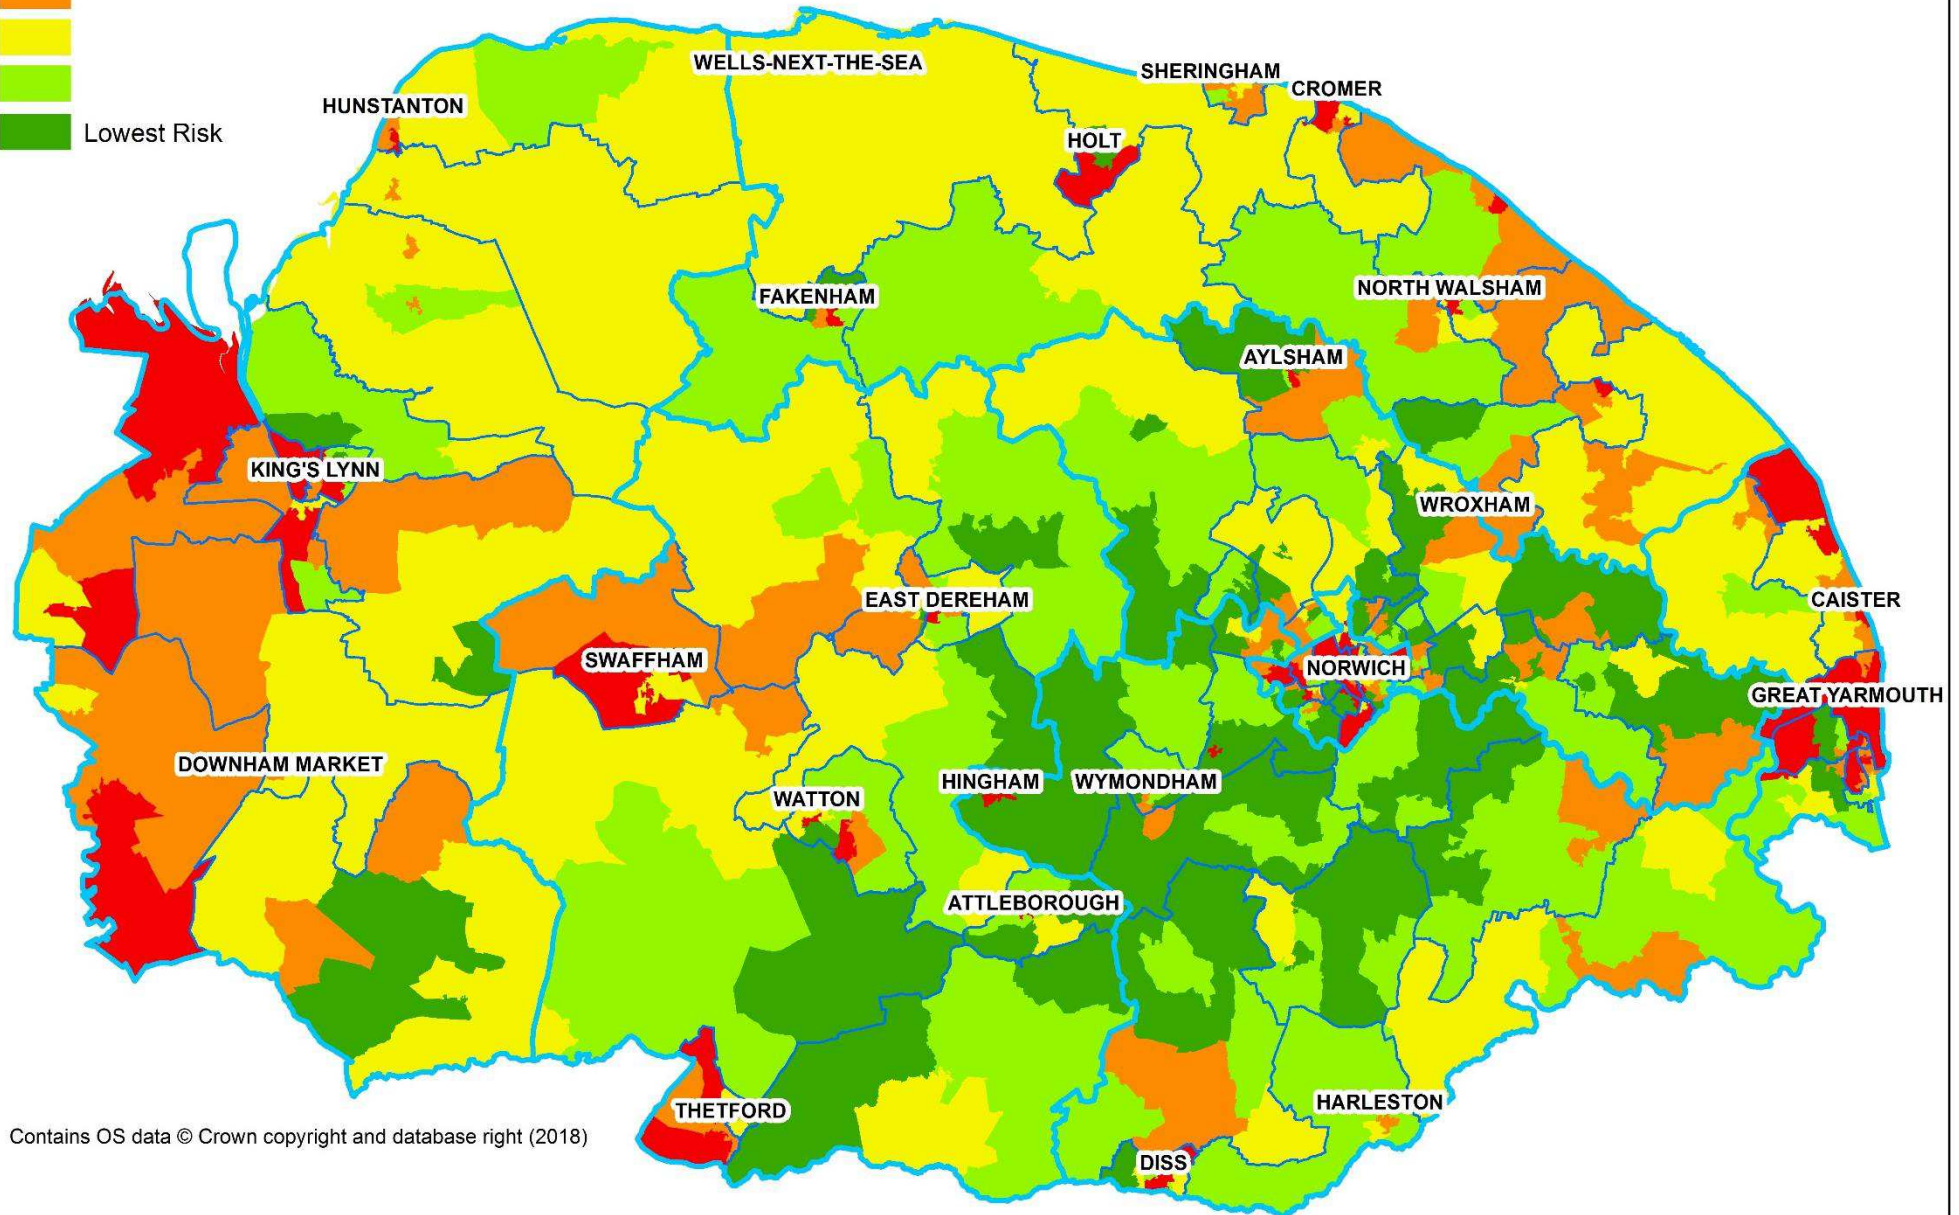 WELLS-NEXT-THE-SEA
SHERINGHAM
CROMER
HUNSTANTON
Lowest Risk
HOLT
FAKENHAM
NORTH WALSHAM
AYLSHAM
KING'S LYNN
WROXHAM
EAST DEREHAM
CAISTER
SWAFFHAM
NORWICH
GREAT YARMOUTH
DOWNHAM MARKET
HINGHAM
WYMONDHAM
WATTON
ATTLEBOROUGH
THETFORD
HARLESTON
Contains OS data © Crown copyright and database right (2018)
DISS